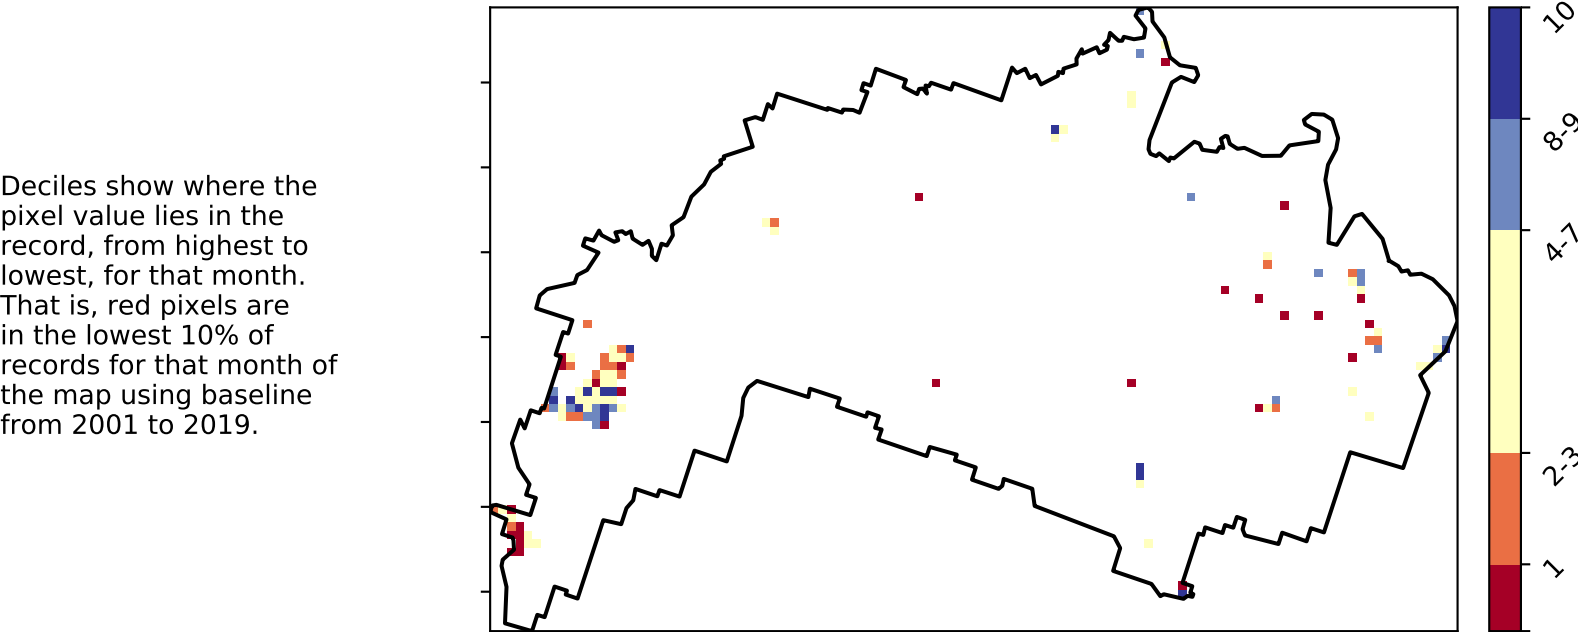 Deciles show where the
pixel value lies in the
record, from highest to
lowest, for that month.
That is, red pixels are
in the lowest 10% of
records for that month of
the map using baseline
from 2001 to 2019.
10
8-9
4-7
2-3
1